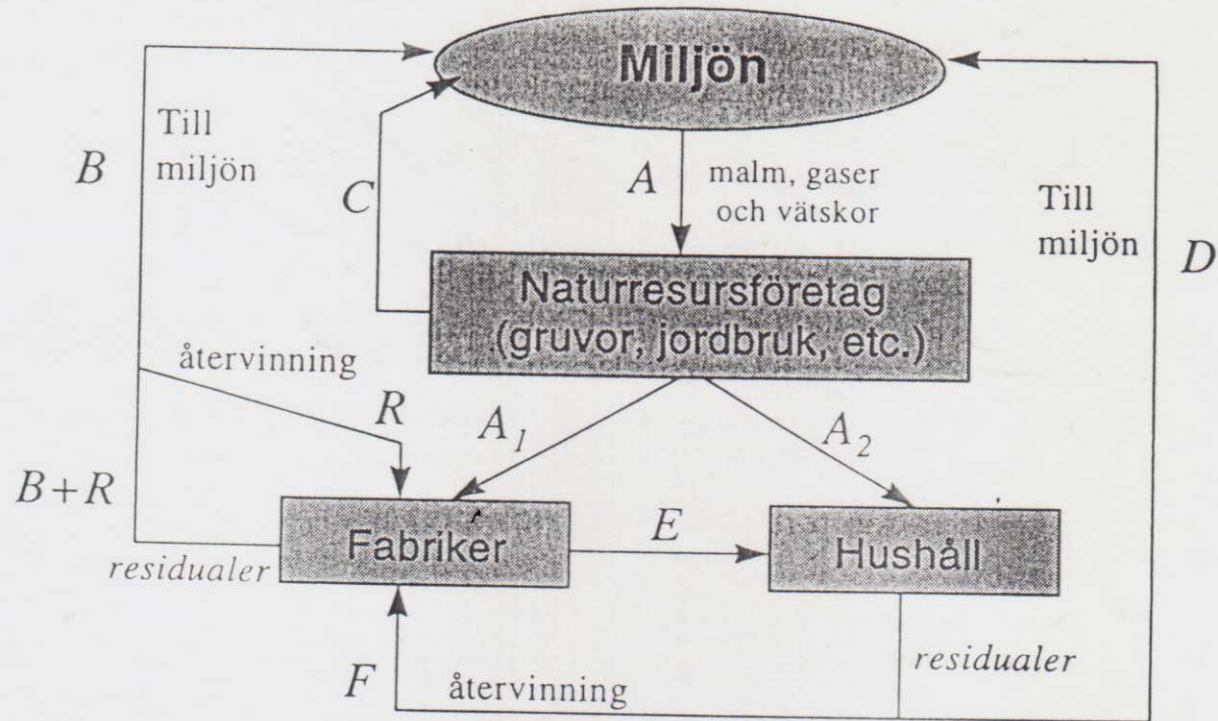 Miljön
Till
miljön
B
C
A
malm, gaser
och vätskor
Till
miljön
D
Naturresursföretag
(gruvor, jordbruk, etc.)
återvinning
R
A1
A2
B+R
Fabriker
E
Hushåll
residualer
residualer
F
återvinning